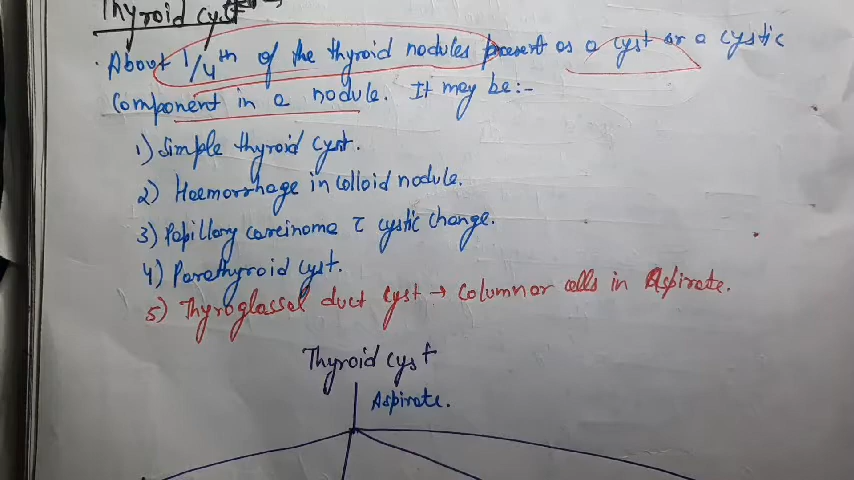 Thyroid cyst
· About 1/4th of the thyroid nodules present as a cyst or a cystic
component in a nodule. It may be:-
1) Simple thyroid cyst.
2) Haemorrhage in colloid nodule.
3) Papillary carcinoma c cystic change.
4) Parathyroid cyst.
5) Thyroglossal duct cyst → columnar cells in Aspirate.
Thyroid cyst
Aspirate.